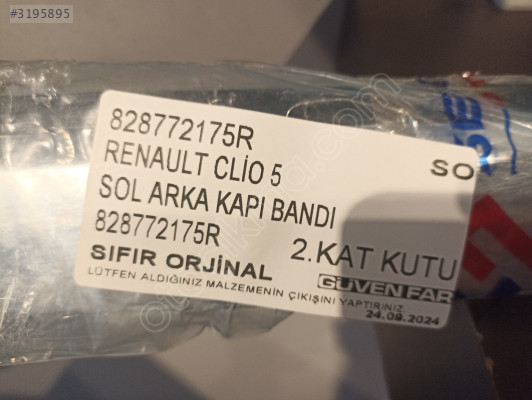 #3195895
828772175R
RENAULT CLİO 5
SO
SOL ARKA KAPI BANDI
828772175R
2.KAT KUTU
SIFIR ORJİNAL
GÜVEN FAR
LÜTFEN ALDIĞINIZ MALZEMENİN ÇIKIŞINI YAPTIRINIZ
24.09.2024